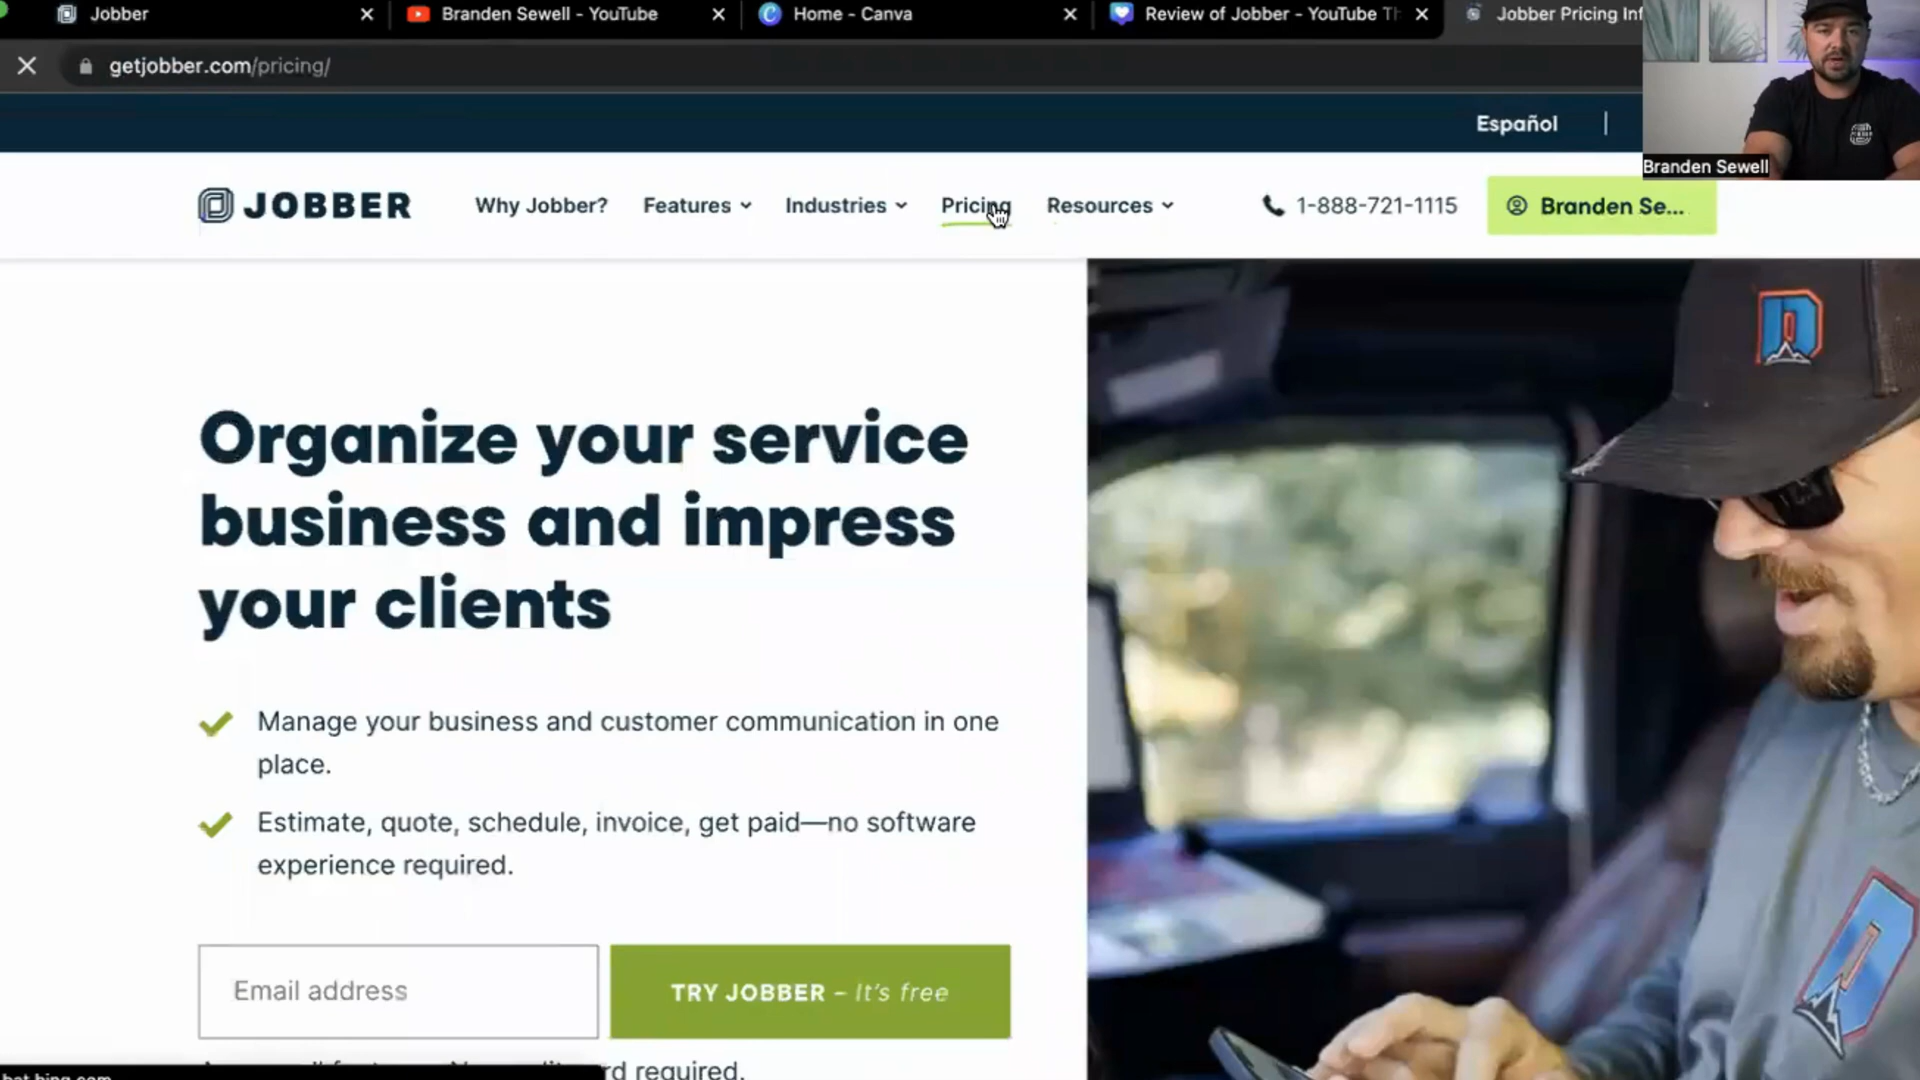 Jobber
Branden Sewell - YouTube
Home - Canva
Review of Jobber - YouTube Th
Jobber Pricing Inf
getjobber.com/pricing/
Español
Branden Sewell
JOBBER
Why Jobber?
Features
Industries
Pricing
Resources
1-888-721-1115
Branden Se...
Organize your service
business and impress
your clients
Manage your business and customer communication in one
place.
Estimate, quote, schedule, invoice, get paid—no software
experience required.
Email address
TRY JOBBER – It's free
required.